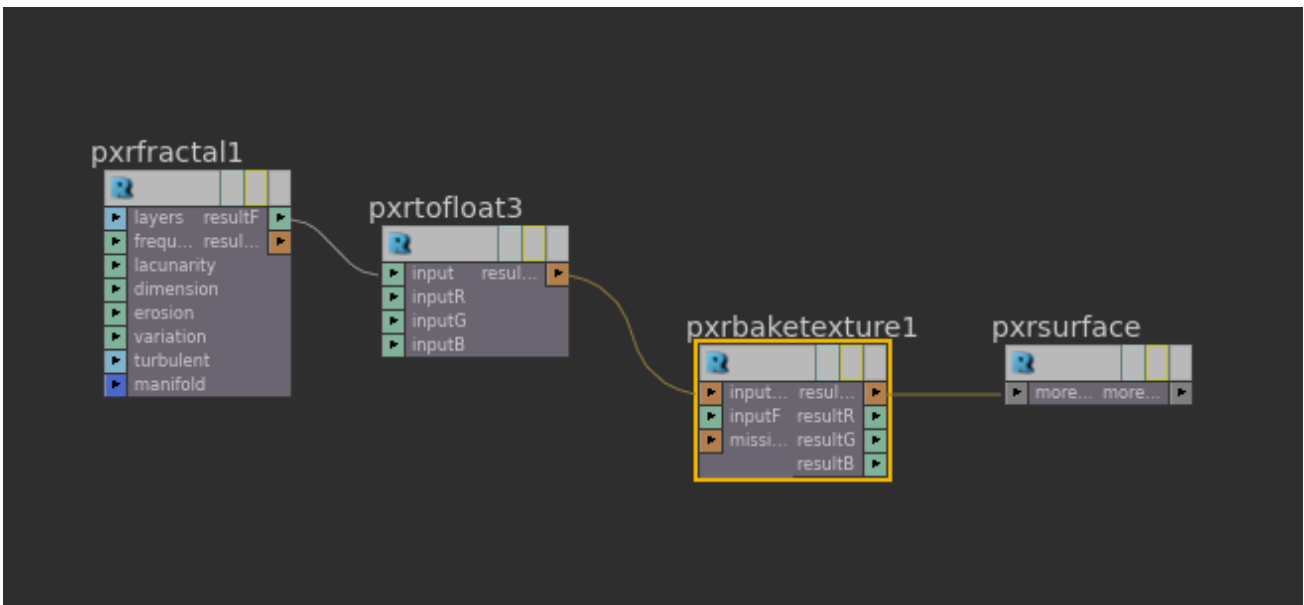 pxrfractal1
layers resultF
frequ... resul...
lacunarity
dimension
erosion
variation
turbulent
manifold
pxrtofloat3
input resul...
inputR
inputG
inputB
pxrbaketexture1
input... resul...
inputF resultR
missi... resultG
resultB
pxrsurface
more... more...